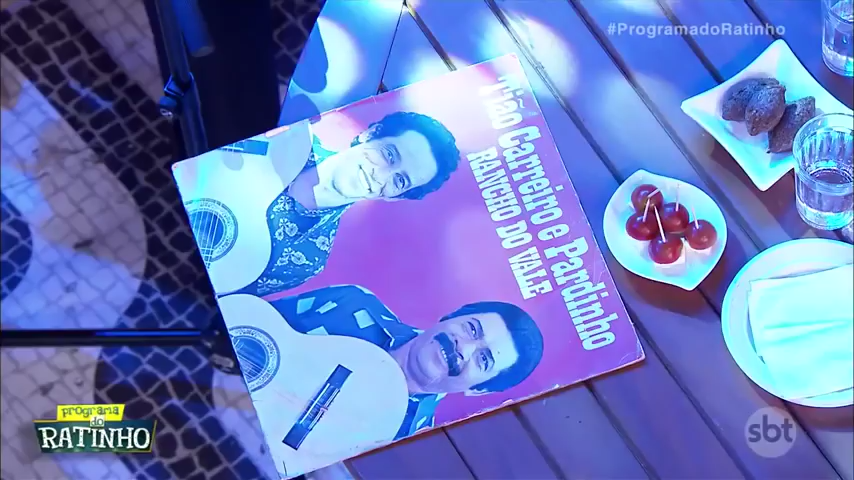 #ProgramadoRatinho
Tião Carreiro e Pardinho
RANCHO DO VALE
programa
do
RATINHO
sbt